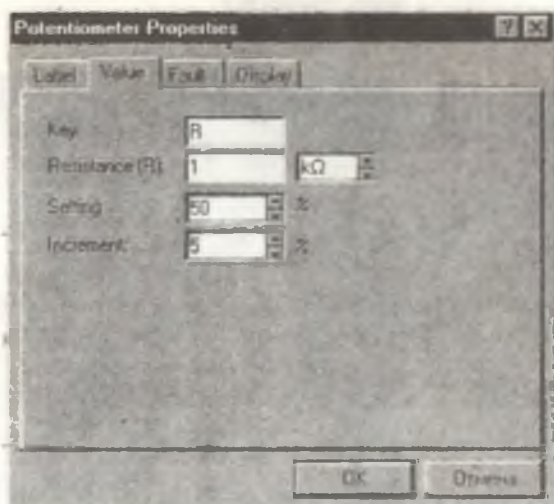 Potentiometer Properties
Label Value Fault Display
Key: R
Resistance (R): 1 kΩ
Setting: 50 %
Increment: 5 %
OK Отмена